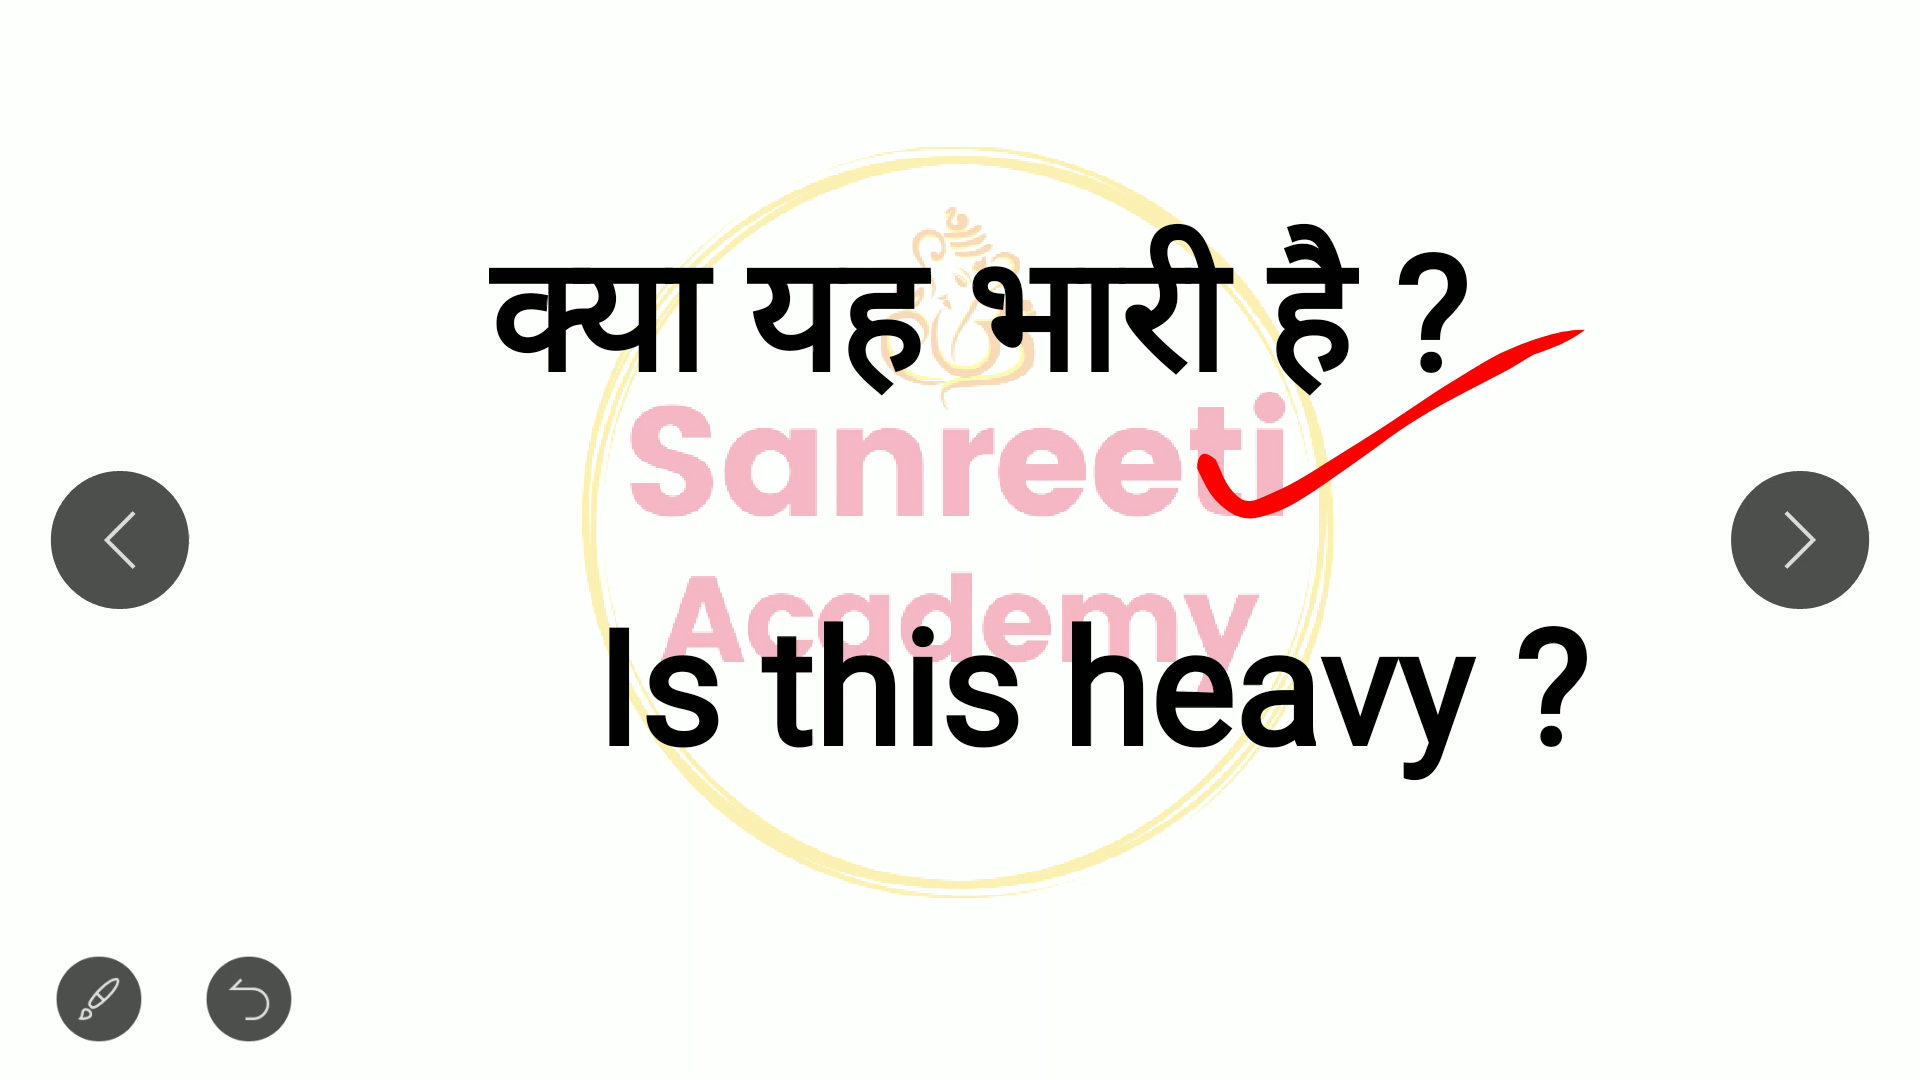 क्या यह भारी है ?
Sanreeti
Academy
Is this heavy ?